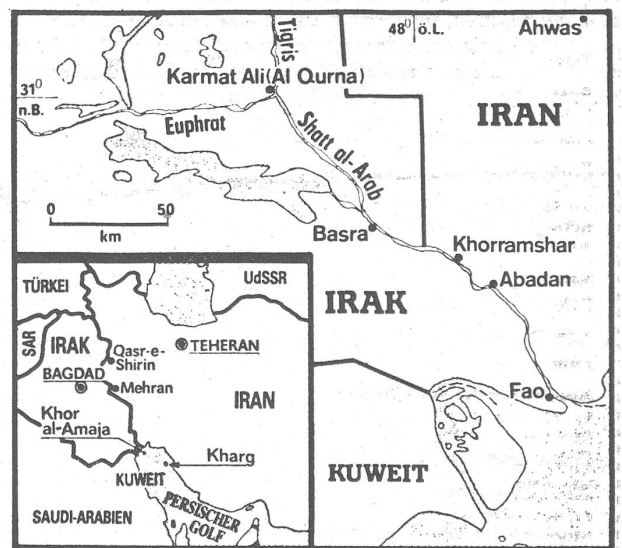 Tigris
48° ö.L.
Ahwas
Karmat Ali (Al Qurna)
31°
n.B.
IRAN
Euphrat
Shatt al-Arab
0 50
km
Basra
Khorramshar
Abadan
IRAK
Fao
KUWEIT
TÜRKEI
UdSSR
SAR
IRAK
Qasr-e-
Shirin
TEHERAN
BAGDAD
Mehran
IRAN
Khor
al-Amaja
Kharg
KUWEIT
PERSISCHER
GOLF
SAUDI-ARABIEN